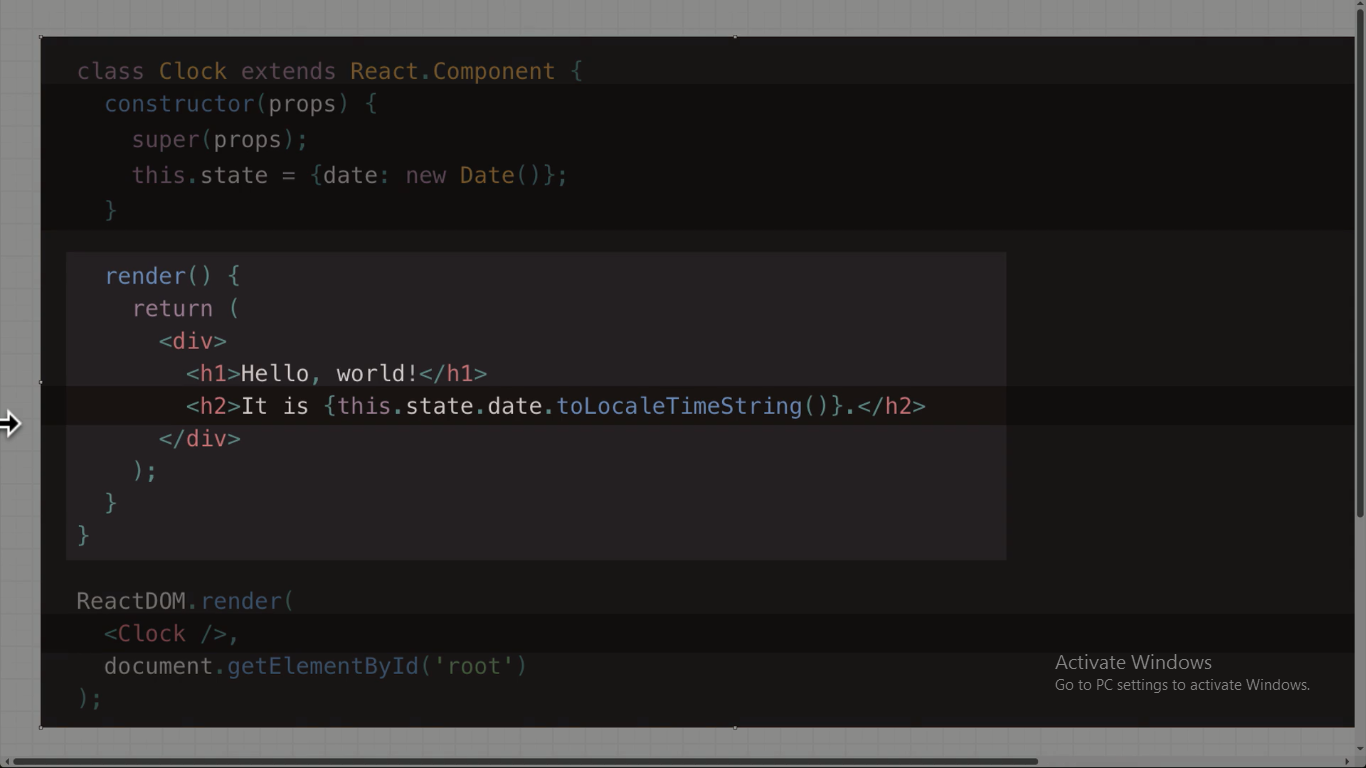 class Clock extends React.Component {
  constructor(props) {
    super(props);
    this.state = {date: new Date()};
  }
  render() {
    return (
      <div>
        <h1>Hello, world!</h1>
        <h2>It is {this.state.date.toLocaleTimeString()}.</h2>
      </div>
    );
  }
}
ReactDOM.render(
  <Clock />,
  document.getElementById('root')
);
Activate Windows
Go to PC settings to activate Windows.